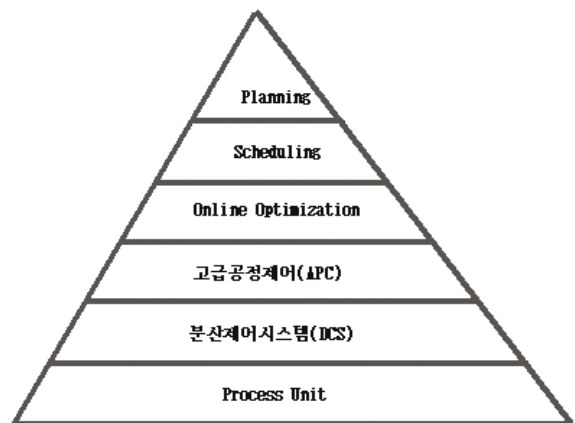 Planning
Scheduling
Online Optimization
고급공정제어(APC)
분산제어시스템(DCS)
Process Unit